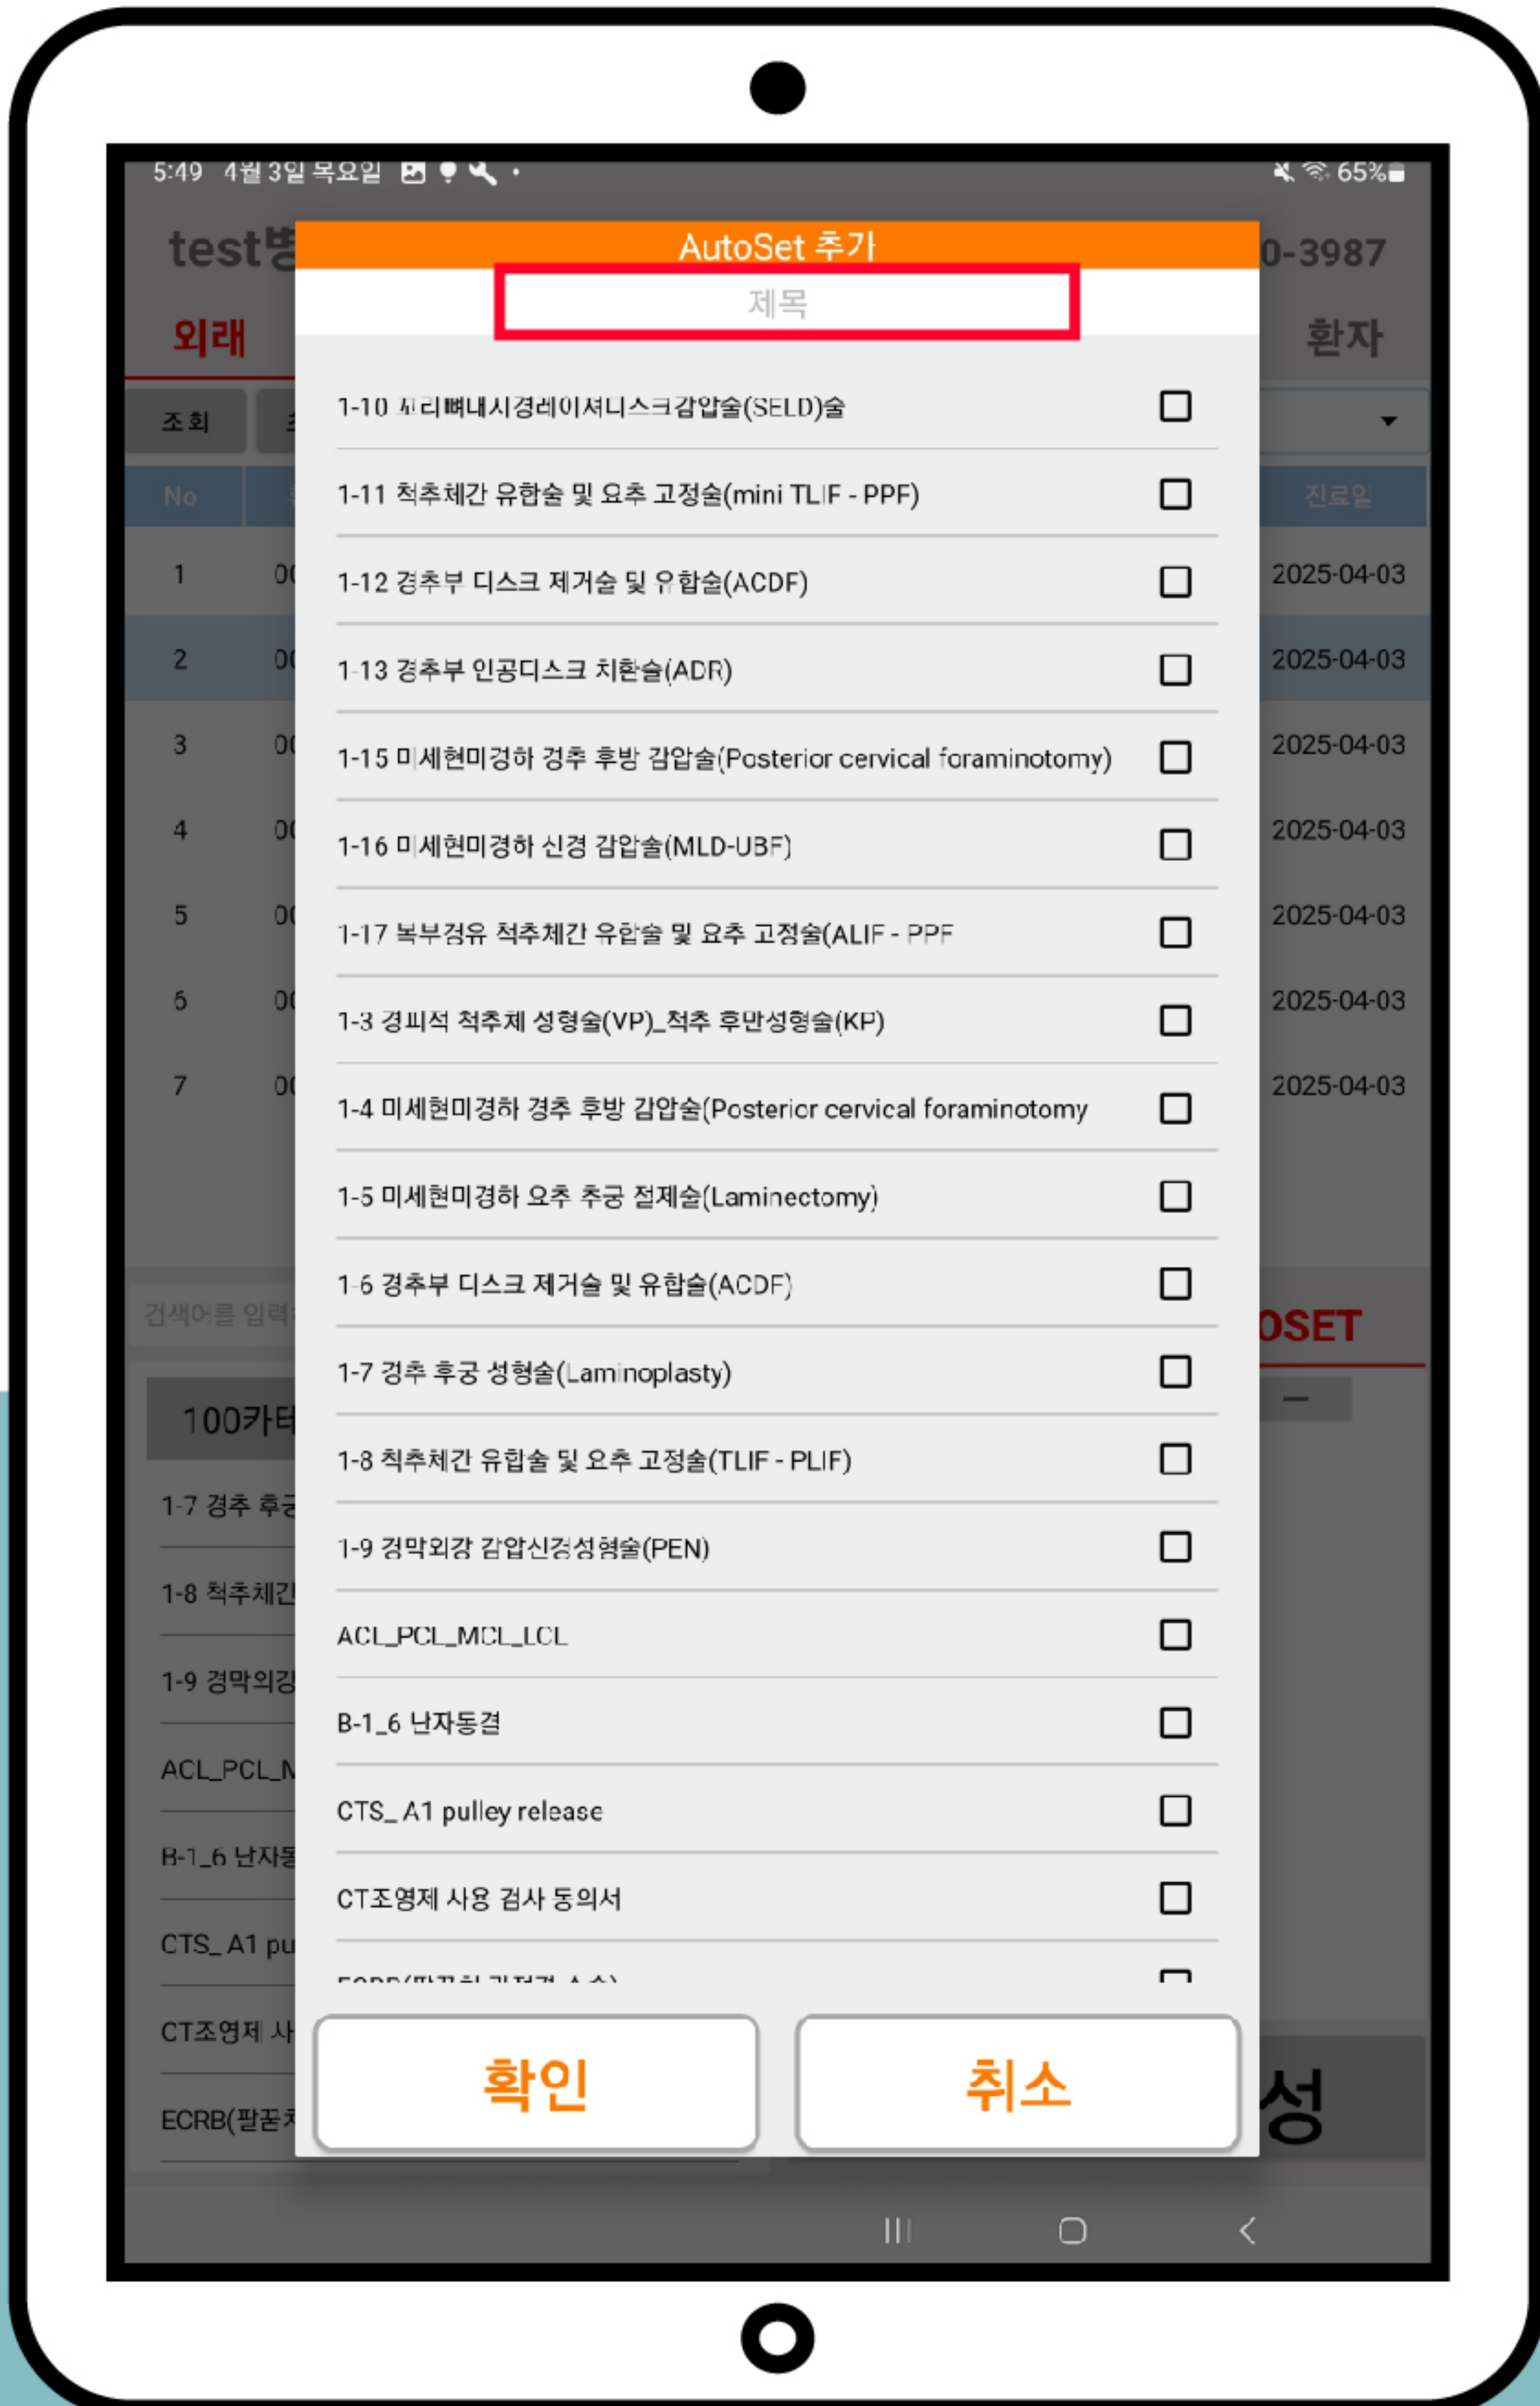 5:49 4월 3일 목요일 65%
test병 AutoSet 추가 0-3987
제목
외래 환자
조회
No 진료일
1-10 꼬리뼈내시경레이져디스크감압술(SELD)술
1-11 척추체간 유합술 및 요추 고정술(mini TLIF - PPF)
1 00 2025-04-03
1-12 경추부 디스크 제거술 및 유합술(ACDF)
2 00 2025-04-03
1-13 경추부 인공디스크 치환술(ADR)
3 00 2025-04-03
1-15 미세현미경하 경추 후방 감압술(Posterior cervical foraminotomy)
4 00 2025-04-03
1-16 미세현미경하 신경 감압술(MLD-UBF)
5 00 2025-04-03
1-17 복부경유 척추체간 유합술 및 요추 고정술(ALIF - PPF
6 00 2025-04-03
1-3 경피적 척추체 성형술(VP)_척추 후만성형술(KP)
7 00 2025-04-03
1-4 미세현미경하 경추 후방 감압술(Posterior cervical foraminotomy
1-5 미세현미경하 요추 추궁 절제술(Laminectomy)
1-6 경추부 디스크 제거술 및 유합술(ACDF)
검색어를 입력 OSET
1-7 경추 후궁 성형술(Laminoplasty)
100카테 —
1-8 척추체간 유합술 및 요추 고정술(TLIF - PLIF)
1-7 경추 후궁
1-9 경막외강 감압신경성형술(PEN)
1-8 척추체간
ACL_PCL_MCL_LCL
1-9 경막외강
B-1_6 난자동결
ACL_PCL_M
CTS_ A1 pulley release
B-1_6 난자동
CT조영제 사용 검사 동의서
CTS_ A1 pu
CT조영제 사
확인 취소 성
ECRB(팔꿈치